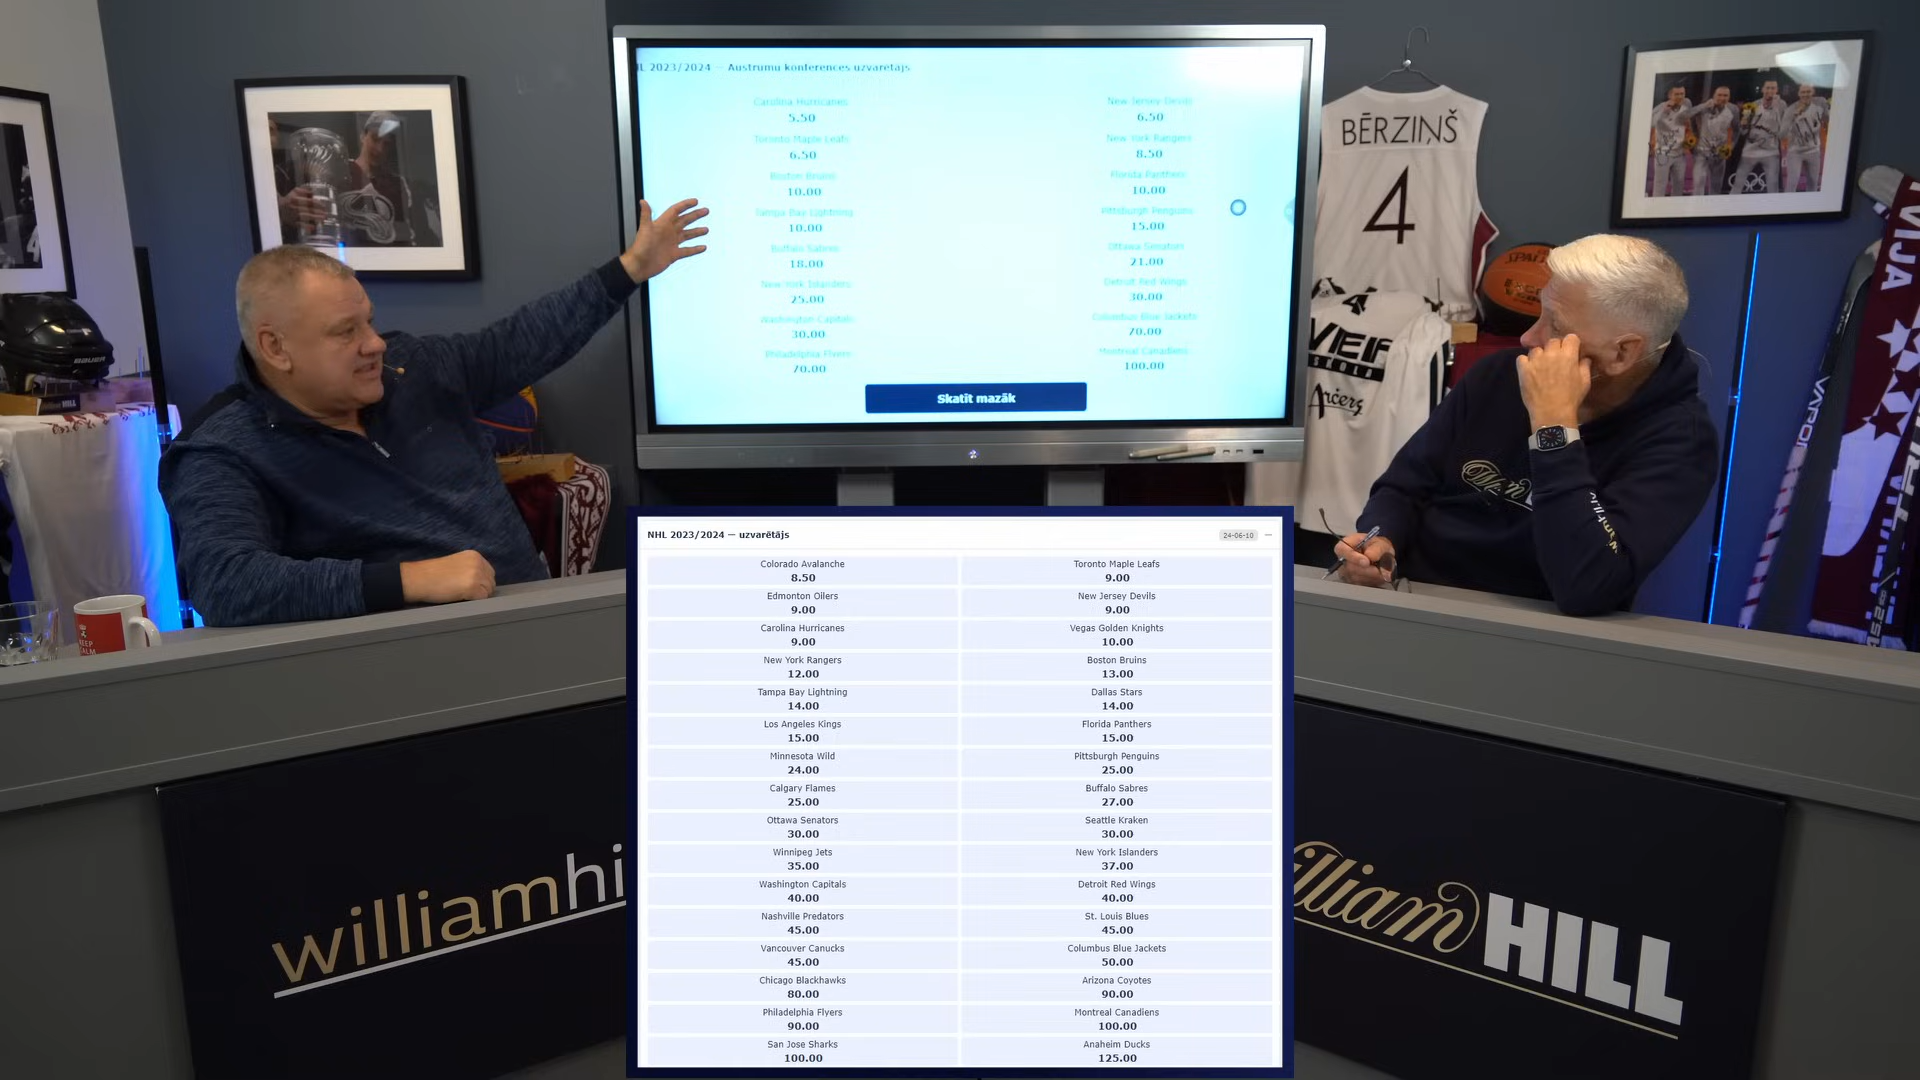 NHL 2023/2024 — Austrumu konferences uzvarētājs
Carolina Hurricanes
5.50
New Jersey Devils
6.50
Toronto Maple Leafs
6.50
New York Rangers
8.50
Boston Bruins
10.00
Florida Panthers
10.00
Tampa Bay Lightning
10.00
Pittsburgh Penguins
15.00
Buffalo Sabres
18.00
Ottawa Senators
21.00
New York Islanders
25.00
Detroit Red Wings
30.00
Washington Capitals
30.00
Columbus Blue Jackets
70.00
Philadelphia Flyers
70.00
Montreal Canadiens
100.00
Skatīt mazāk
BĒRZIŅŠ
4
VEF
SKOLA
Arčers
BAUER
HILL
KEEP
CALM
VAPOR
VIJA
NHL 2023/2024 — uzvarētājs
24-06-10
Colorado Avalanche
8.50
Toronto Maple Leafs
9.00
Edmonton Oilers
9.00
New Jersey Devils
9.00
Carolina Hurricanes
9.00
Vegas Golden Knights
10.00
New York Rangers
12.00
Boston Bruins
13.00
Tampa Bay Lightning
14.00
Dallas Stars
14.00
Los Angeles Kings
15.00
Florida Panthers
15.00
Minnesota Wild
24.00
Pittsburgh Penguins
25.00
Calgary Flames
25.00
Buffalo Sabres
27.00
Ottawa Senators
30.00
Seattle Kraken
30.00
Winnipeg Jets
35.00
New York Islanders
37.00
Washington Capitals
40.00
Detroit Red Wings
40.00
Nashville Predators
45.00
St. Louis Blues
45.00
Vancouver Canucks
45.00
Columbus Blue Jackets
50.00
Chicago Blackhawks
80.00
Arizona Coyotes
90.00
Philadelphia Flyers
90.00
Montreal Canadiens
100.00
San Jose Sharks
100.00
Anaheim Ducks
125.00
williamhi
illiam HILL